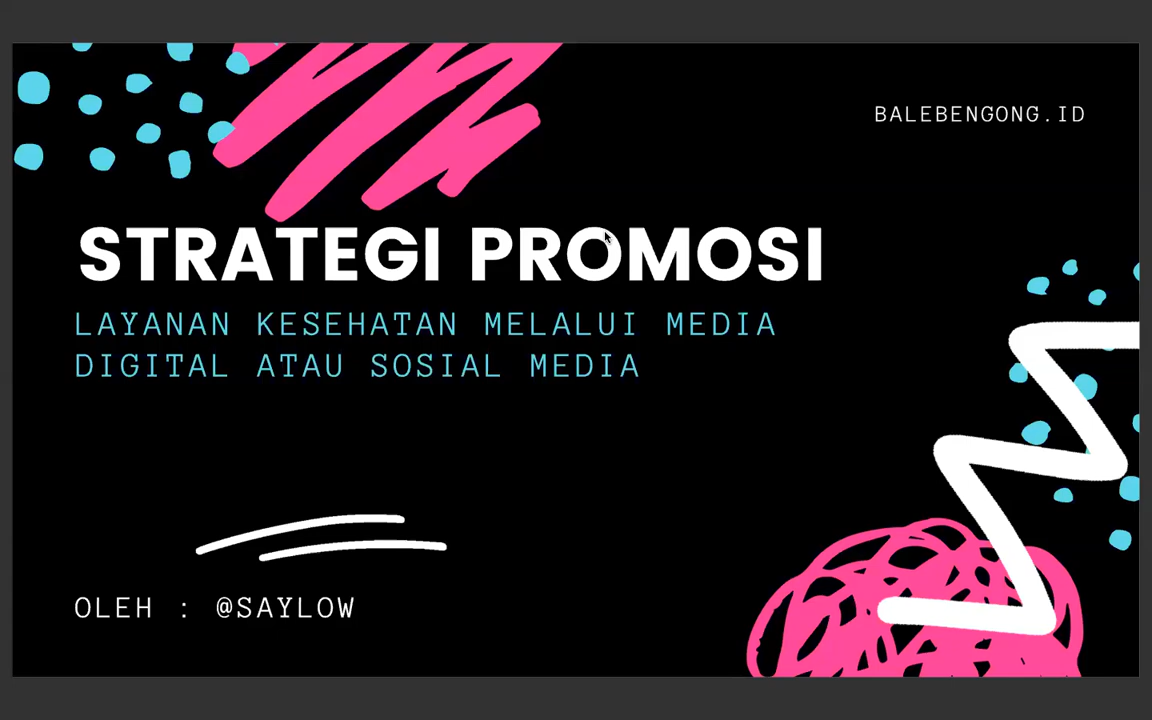 BALEBENGONG.ID
STRATEGI PROMOSI
LAYANAN KESEHATAN MELALUI MEDIA
DIGITAL ATAU SOSIAL MEDIA
OLEH : @SAYLOW